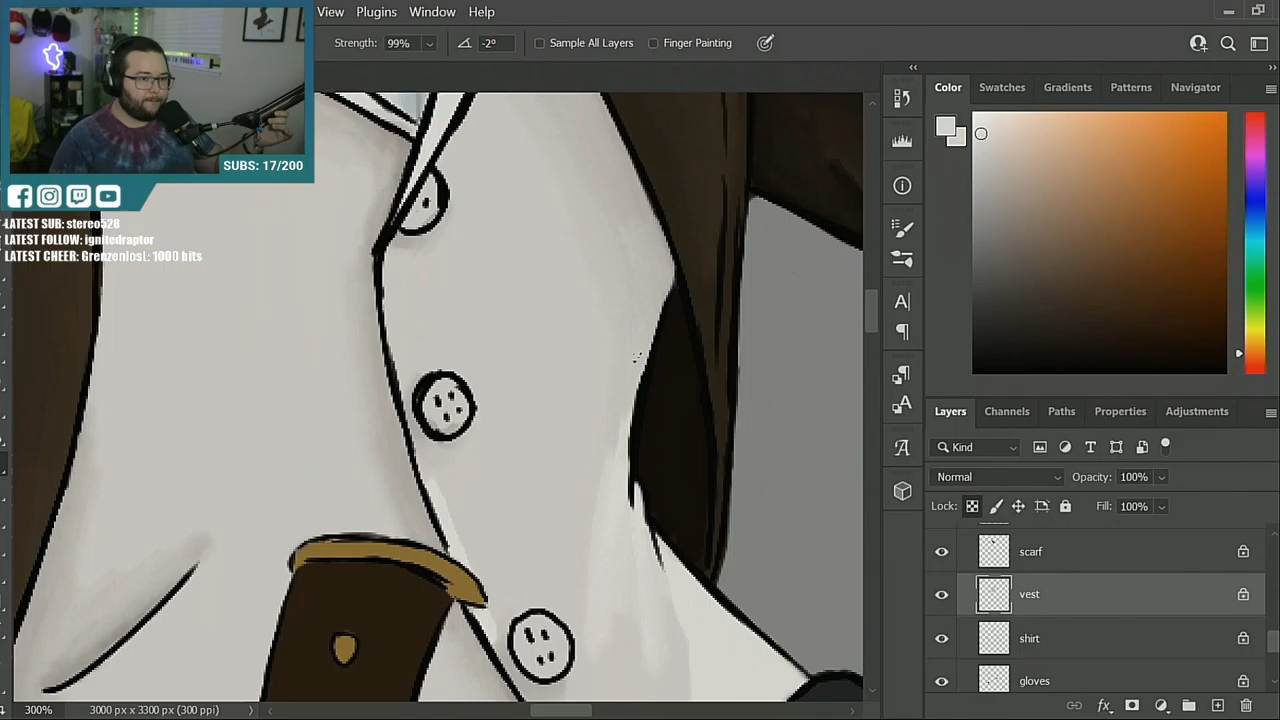 View Plugins Window Help
Strength: 99% -2° Sample All Layers Finger Painting
SUBS: 17/200
LATEST SUB: stereo528
LATEST FOLLOW: ignitedraptor
LATEST CHEER: GrenzenlosL: 1000 bits
Color Swatches Gradients Patterns Navigator
Layers Channels Paths Properties Adjustments
Kind
Normal Opacity: 100%
Lock: Fill: 100%
scarf
vest
shirt
gloves
300% 3000 px x 3300 px (300 ppi)